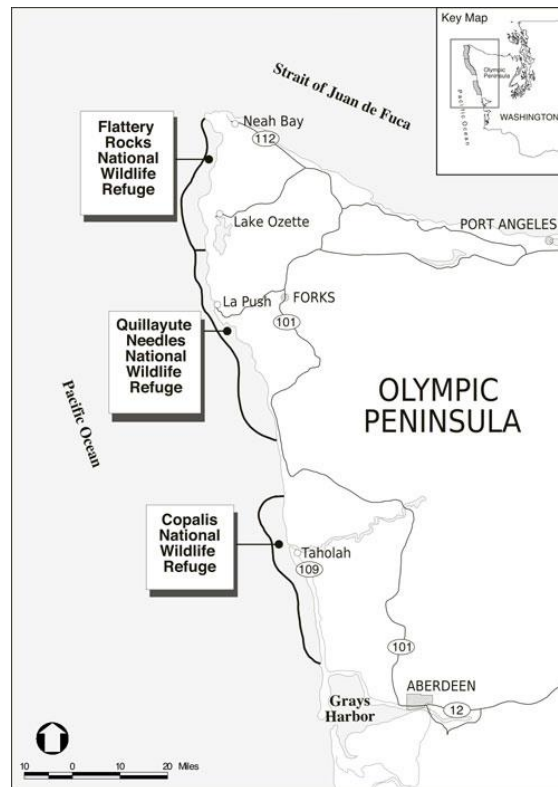 Key Map
Olympic
Peninsula
Pacific Ocean
WASHINGTON
Strait of Juan de Fuca
Flattery
Rocks
National
Wildlife
Refuge
Neah Bay
112
Lake Ozette
PORT ANGELES
La Push
FORKS
101
Quillayute
Needles
National
Wildlife
Refuge
Pacific Ocean
OLYMPIC
PENINSULA
Copalis
National
Wildlife
Refuge
Taholah
109
101
ABERDEEN
Grays
Harbor
12
10 0 10 20 Miles